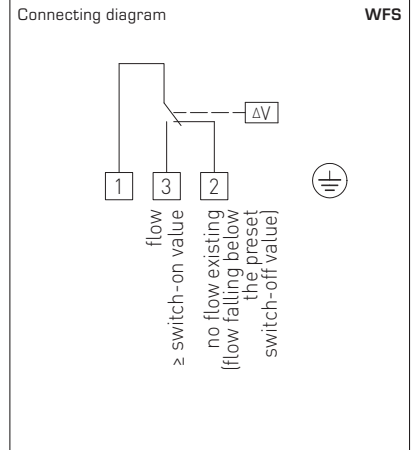 Connecting diagram WFS
ΔV
1 3 2
flow
≥ switch-on value
no flow existing
(flow falling below
the preset
switch-off value)